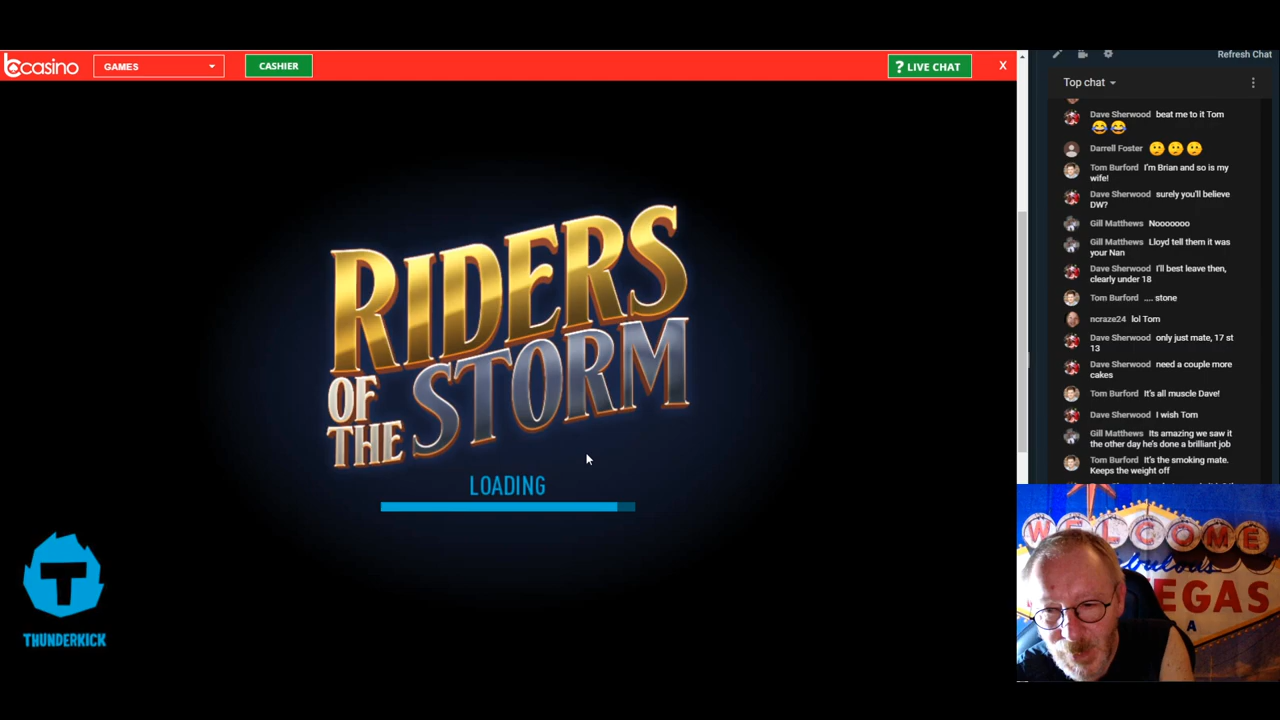 bcasino
GAMES
CASHIER
? LIVE CHAT
X
RIDERS
OF THE STORM
LOADING
T
THUNDERKICK
Refresh Chat
Top chat
Dave Sherwood beat me to it Tom
Darrell Foster
Tom Burford I'm Brian and so is my
wife!
Dave Sherwood surely you'll believe
DW?
Gill Matthews Nooooooo
Gill Matthews Lloyd tell them it was
your Nan
Dave Sherwood I'll best leave then,
clearly under 18
Tom Burford .... stone
ncraze24 lol Tom
Dave Sherwood only just mate, 17 st
13
Dave Sherwood need a couple more
cakes
Tom Burford It's all muscle Dave!
Dave Sherwood I wish Tom
Gill Matthews Its amazing we saw it
the other day he's done a brilliant job
Tom Burford It's the smoking mate.
Keeps the weight off
WELCOME
bulous
VEGAS
A